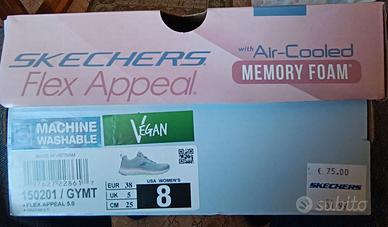 SKECHERS
Flex Appeal.
with Air-Cooled
MEMORY FOAM
MACHINE
WASHABLE
VEGAN
MADE IN VIETNAM
150201 / GYMT
FLEX APPEAL 5.0
EUR 38
UK 5
CM 25
USA WOMEN'S
8
€ 75.00
SKECHERS
subito